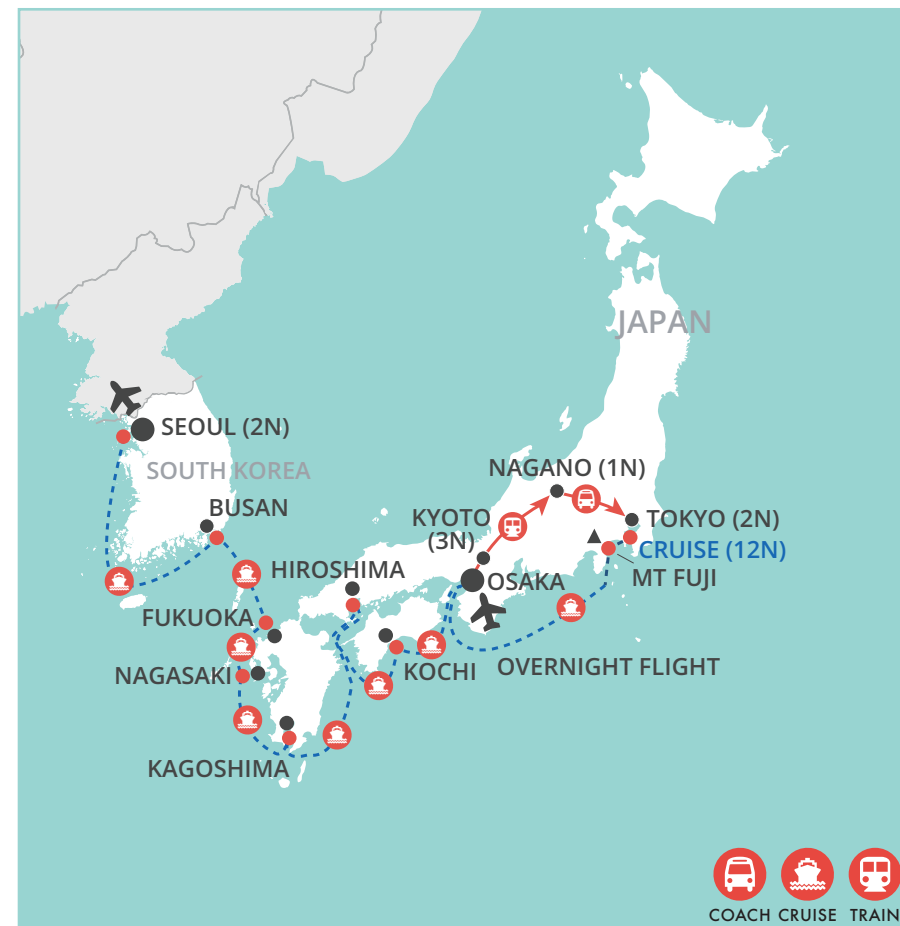 JAPAN
SEOUL (2N)
SOUTH KOREA
NAGANO (1N)
BUSAN
KYOTO
(3N)
TOKYO (2N)
CRUISE (12N)
HIROSHIMA
OSAKA
MT FUJI
FUKUOKA
NAGASAKI
KOCHI
OVERNIGHT FLIGHT
KAGOSHIMA
COACH CRUISE TRAIN